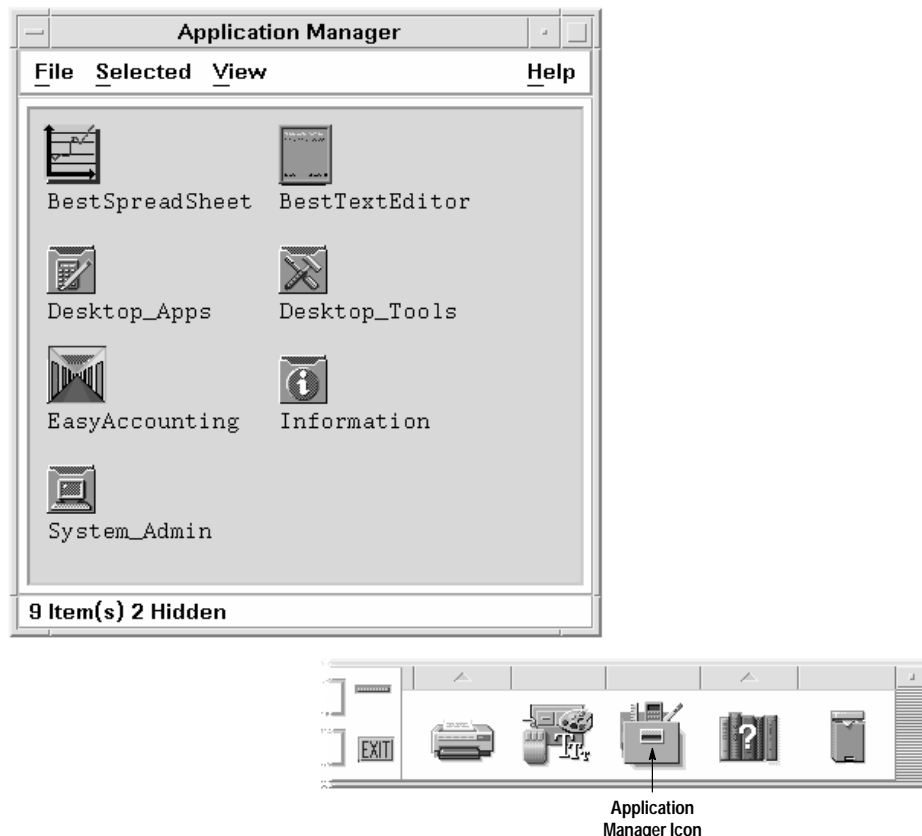 Application Manager
File Selected View Help
BestSpreadSheet BestTextEditor
Desktop_Apps Desktop_Tools
EasyAccounting Information
System_Admin
9 Item(s) 2 Hidden
EXIT
?
Application
Manager Icon